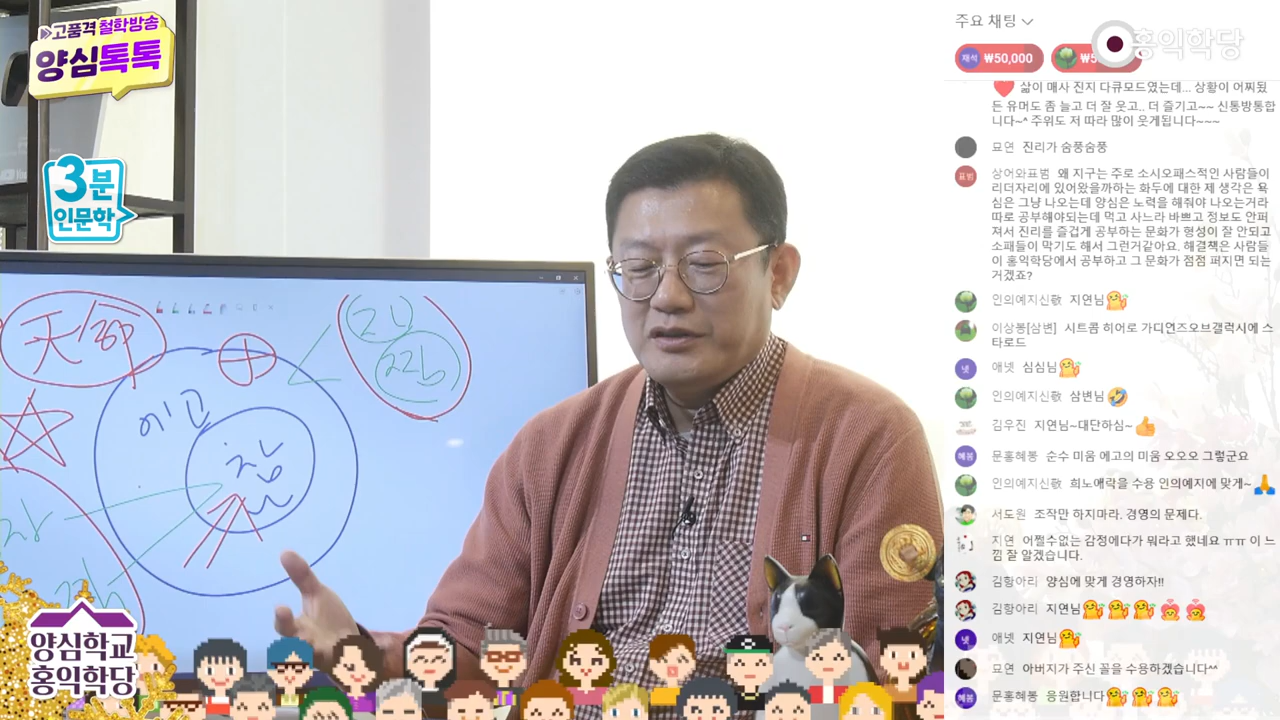 ▶고품격 철학방송
양심톡톡
3분
인문학
天命
에고
참나
양심학교
홍익학당
홍익학당
주요 채팅
재석 ₩50,000
삶이 매사 진지 다큐모드였는데... 상황이 어찌됬
든 유머도 좀 늘고 더 잘 웃고.. 더 즐기고~~ 신통방통합
니다~^ 주위도 저 따라 많이 웃게됩니다~~~
묘연 진리가 숨풍숨풍
표범 상어와표범 왜 지구는 주로 소시오패스적인 사람들이
리더자리에 있어왔을까하는 화두에 대한 제 생각은 욕
심은 그냥 나오는데 양심은 노력을 해줘야 나오는거라
따로 공부해야되는데 먹고 사느라 바쁘고 정보도 안퍼
져서 진리를 즐겁게 공부하는 문화가 형성이 잘 안되고
소패들이 막기도 해서 그런거같아요. 해결책은 사람들
이 홍익학당에서 공부하고 그 문화가 점점 퍼지면 되는
거겠죠?
인의예지신敬 지연님
이상몽[삼변] 시트콤 히어로 가디언즈오브갤럭시에 스
타로드
넷 애넷 심심님
인의예지신敬 삼변님
김우진 지연님~대단하심~
혜봉 문홍혜봉 순수 미움 에고의 미움 오오오 그렇군요
인의예지신敬 희노애락을 수용 인의예지에 맞게~
서도원 조작만 하지마라. 경영의 문제다.
지연 어쩔수없는 감정에다가 뭐라고 했네요 ㅠㅠ 이 느
낌 잘 알겠습니다.
김항아리 양심에 맞게 경영하자!!
김항아리 지연님
넷 애넷 지연님
묘연 아버지가 주신 꼴을 수용하겠습니다^^
혜봉 문홍혜봉 응원합니다